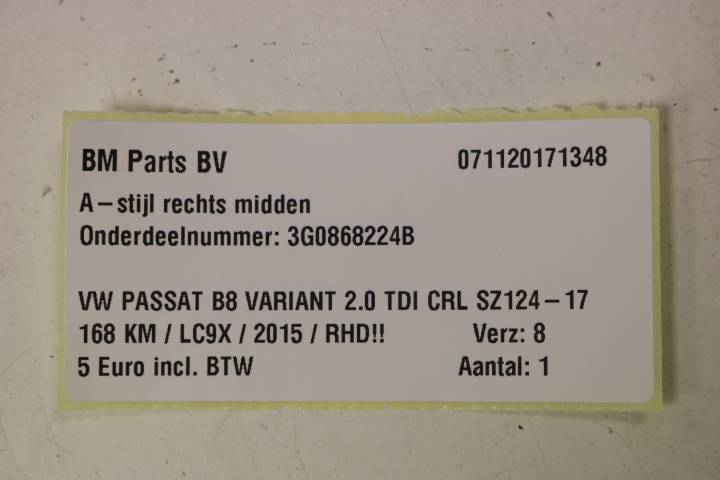 BM Parts BV 071120171348
A-stijl rechts midden
Onderdeelnummer: 3G0868224B
VW PASSAT B8 VARIANT 2.0 TDI CRL SZ124-17
168 KM / LC9X / 2015 / RHD!! Verz: 8
5 Euro incl. BTW Aantal: 1